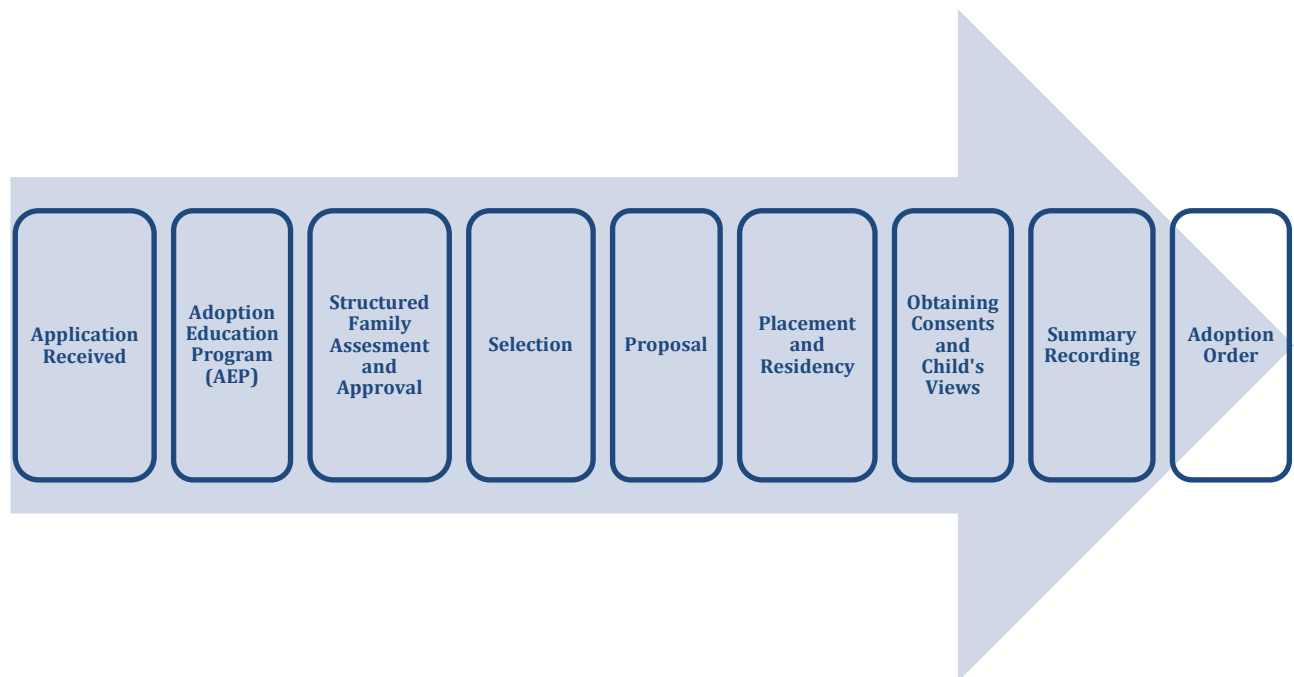 Application
Received
Adoption
Education
Program
(AEP)
Structured
Family
Assesment
and
Approval
Selection
Proposal
Placement
and
Residency
Obtaining
Consents
and
Child's
Views
Summary
Recording
Adoption
Order